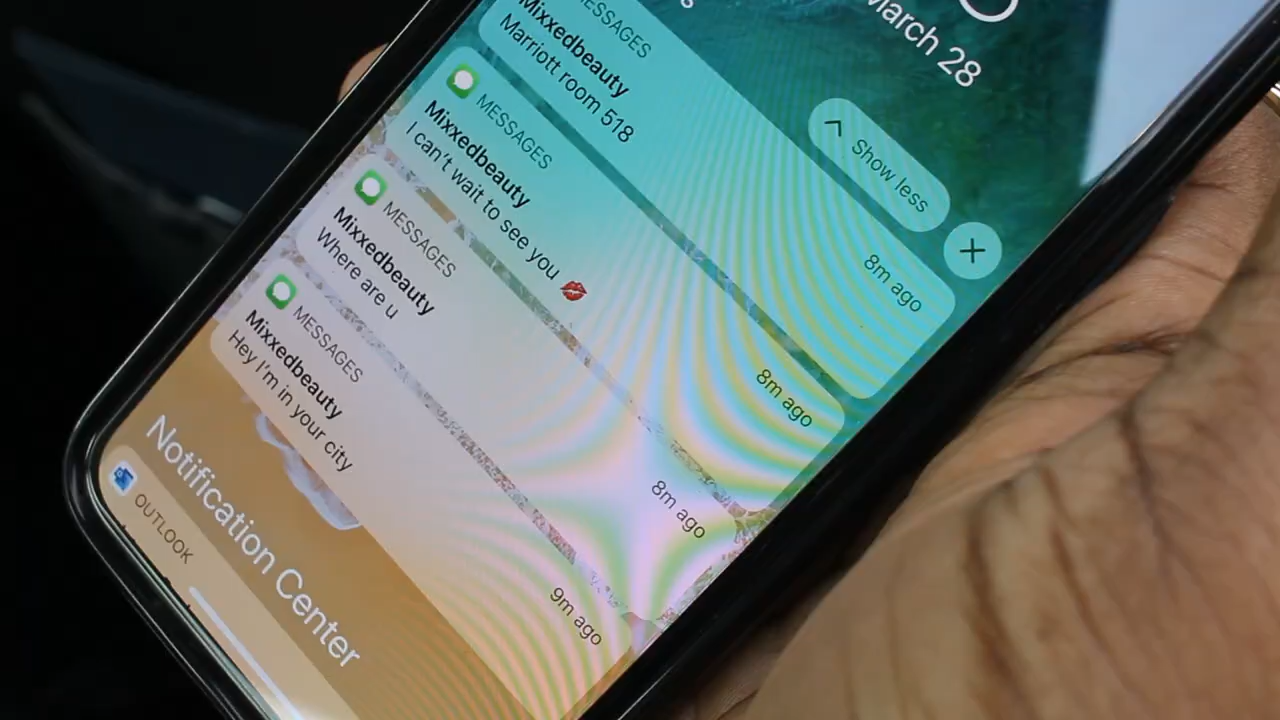 March 28
Show less
MESSAGES
Mixxedbeauty
Marriott room 518
8m ago
MESSAGES
Mixxedbeauty
I can't wait to see you 💋
8m ago
MESSAGES
Mixxedbeauty
Where are u
8m ago
MESSAGES
Mixxedbeauty
Hey I'm in your city
9m ago
Notification Center
OUTLOOK